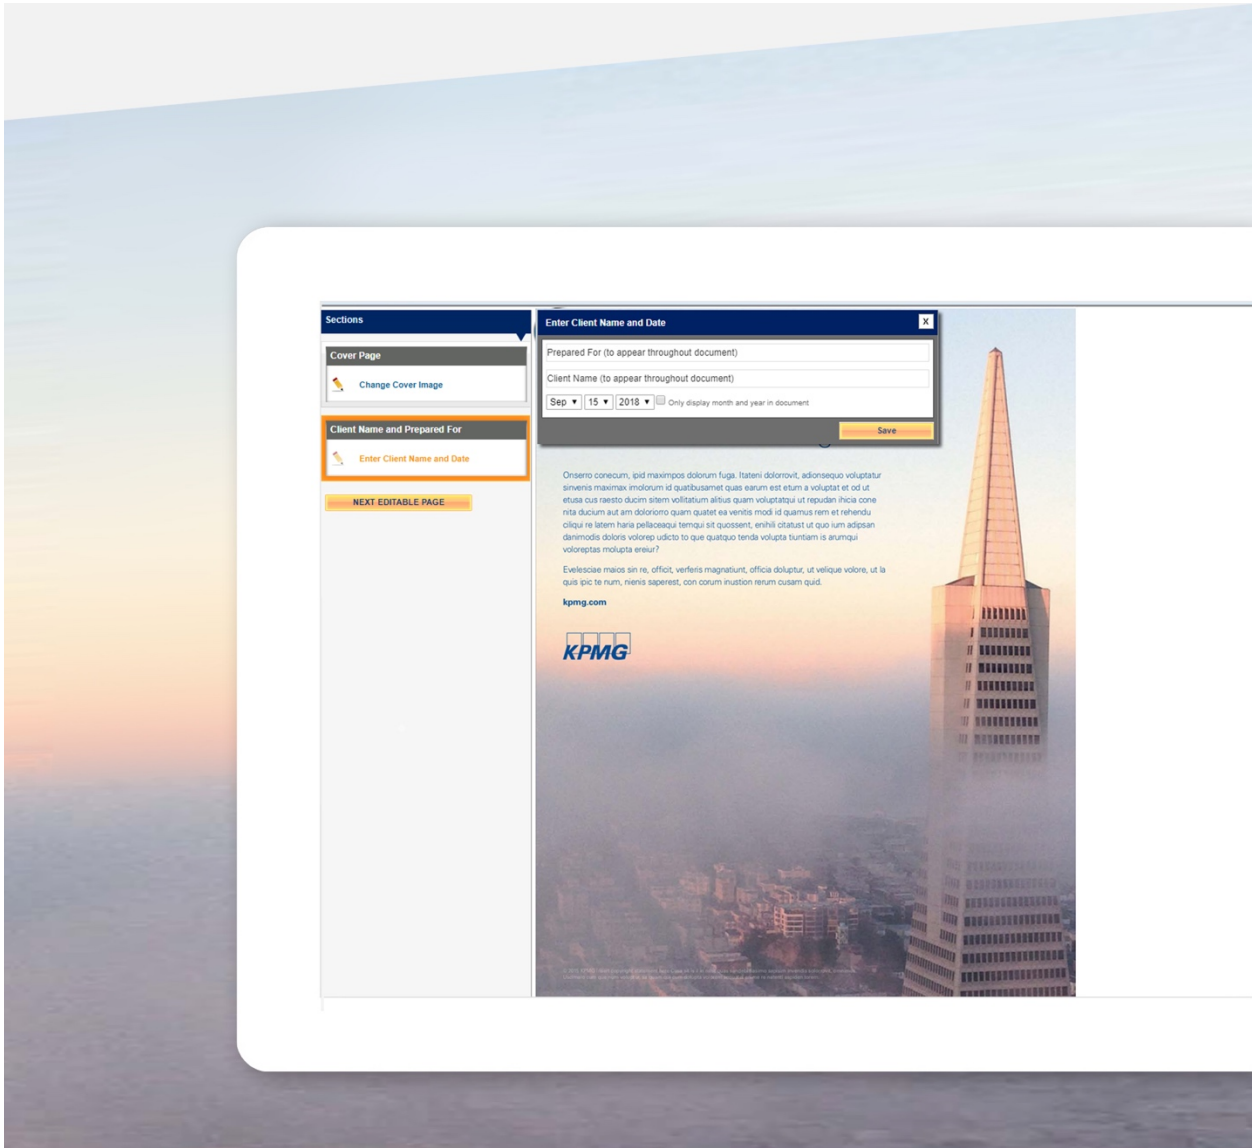 Sections
Cover Page
Change Cover Image
Client Name and Prepared For
Enter Client Name and Date
NEXT EDITABLE PAGE
Enter Client Name and Date
X
Prepared For (to appear throughout document)
Client Name (to appear throughout document)
Sep 15 2018 Only display month and year in document
Save
Onserro conecum, ipid maximpos dolorum fuga. Itateni dolorrovit, adionsequo voluptatur
sinvenis maximax imolorum id quatibusamet quas earum est etum a voluptat et od ut
etusa cus raesto ducim sitem vollitatium alitius quam voluptatqui ut repudan ihicia cone
nita ducium aut am doloriorro quam quatet ea venitis modi id quamus rem et rehendu
ciliqui re latem haria pellaceaqui temqui sit quossent, enihili citatust ut quo ium adipsan
danimodis doloris volorep udicto to que quatquo tenda volupta tiuntiam is arumqui
voloreptas molupta ereiur?
Evelesciae maios sin re, officit, verferis magnatiunt, officia doluptur, ut velique volore, ut la
quis ipic te num, nienis saperest, con corum inustion rerum cusam quid.
kpmg.com
KPMG